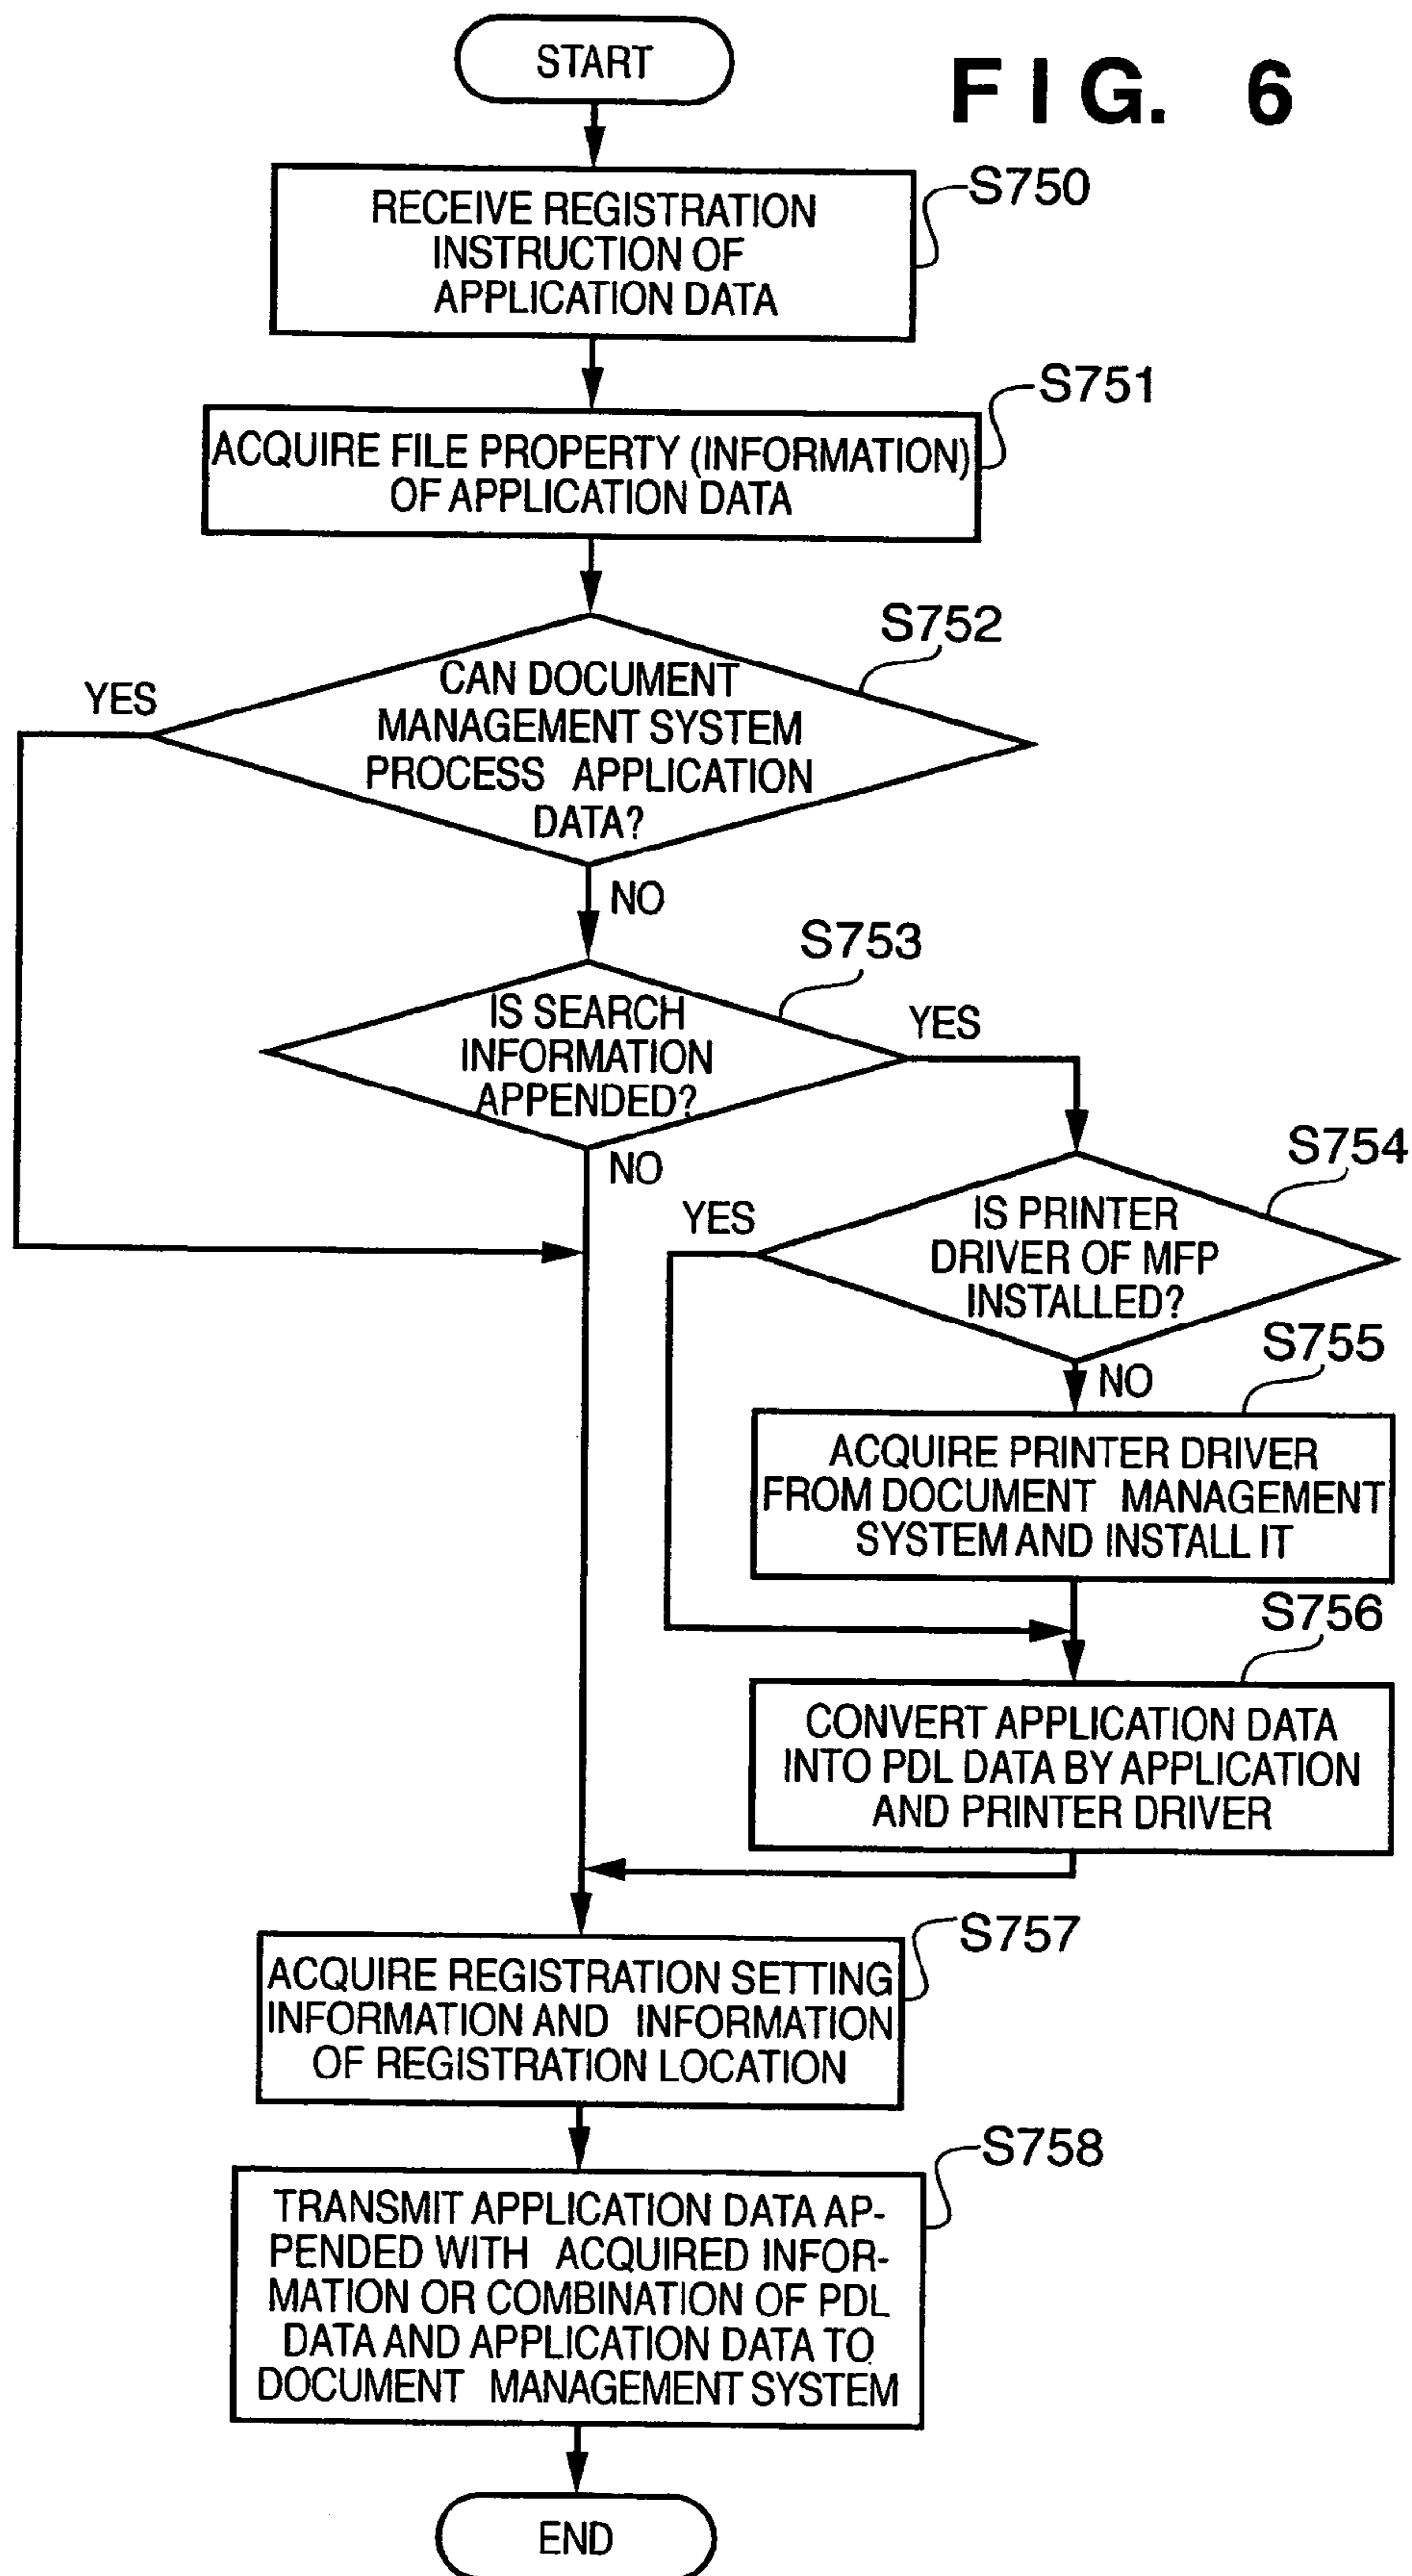 START
FIG. 6
S750
RECEIVE REGISTRATION
INSTRUCTION OF
APPLICATION DATA
S751
ACQUIRE FILE PROPERTY (INFORMATION)
OF APPLICATION DATA
S752
YES
CAN DOCUMENT
MANAGEMENT SYSTEM
PROCESS APPLICATION
DATA?
NO
S753
IS SEARCH
INFORMATION
APPENDED?
YES
NO
S754
YES
IS PRINTER
DRIVER OF MFP
INSTALLED?
NO
S755
ACQUIRE PRINTER DRIVER
FROM DOCUMENT MANAGEMENT
SYSTEM AND INSTALL IT
S756
CONVERT APPLICATION DATA
INTO PDL DATA BY APPLICATION
AND PRINTER DRIVER
S757
ACQUIRE REGISTRATION SETTING
INFORMATION AND INFORMATION
OF REGISTRATION LOCATION
S758
TRANSMIT APPLICATION DATA AP-
PENDED WITH ACQUIRED INFOR-
MATION OR COMBINATION OF PDL
DATA AND APPLICATION DATA TO
DOCUMENT MANAGEMENT SYSTEM
END